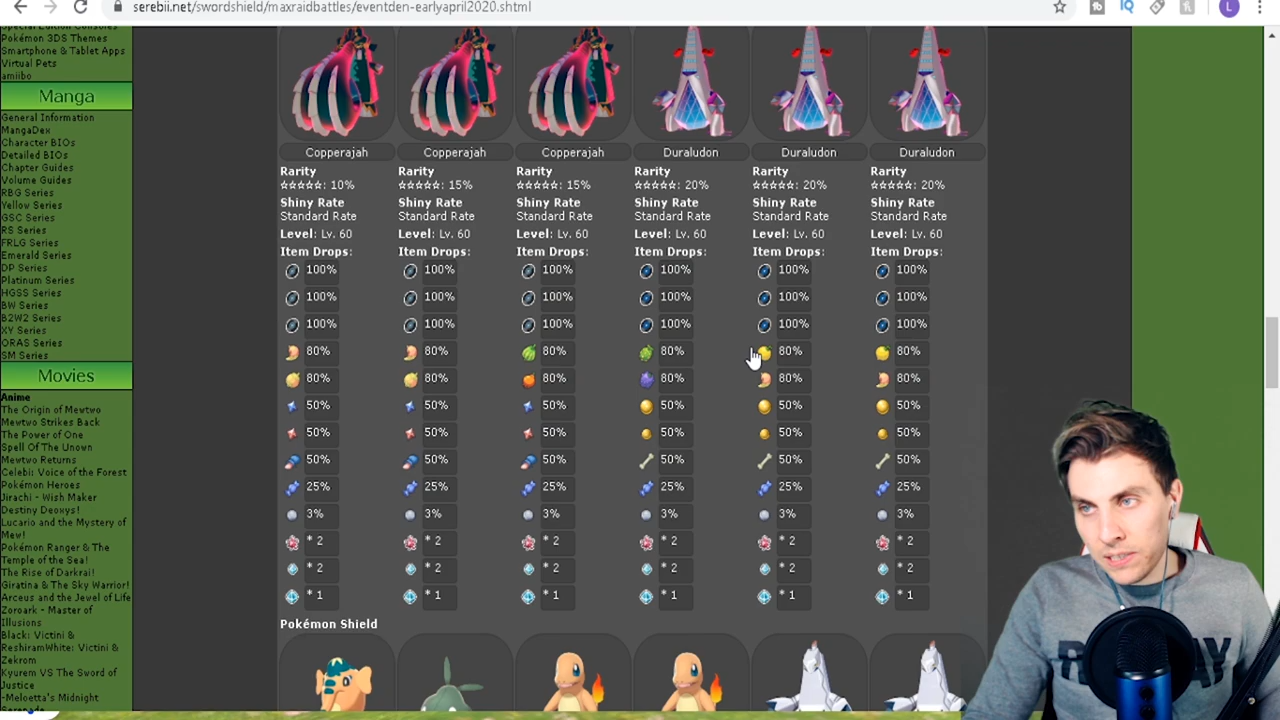 serebii.net/swordshield/maxraidbattles/eventden-earlyapril2020.shtml
L
Pokémon 3DS Themes
Smartphone & Tablet Apps
Virtual Pets
amiibo
Manga
General Information
MangaDex
Character BIOs
Detailed BIOs
Chapter Guides
Volume Guides
RBG Series
Yellow Series
GSC Series
RS Series
FRLG Series
Emerald Series
DP Series
Platinum Series
HGSS Series
BW Series
B2W2 Series
XY Series
ORAS Series
SM Series
Movies
Anime
The Origin of Mewtwo
Mewtwo Strikes Back
The Power of One
Spell Of The Unown
Mewtwo Returns
Celebi: Voice of the Forest
Pokémon Heroes
Jirachi - Wish Maker
Destiny Deoxys!
Lucario and the Mystery of
Mew!
Pokémon Ranger & The
Temple of the Sea!
The Rise of Darkrai!
Giratina & The Sky Warrior!
Arceus and the Jewel of Life
Zoroark - Master of
Illusions
Black: Victini &
ReshiramWhite: Victini &
Zekrom
Kyurem VS The Sword of
Justice
-Meloetta's Midnight
Copperajah Copperajah Copperajah Duraludon Duraludon Duraludon
Rarity Rarity Rarity Rarity Rarity Rarity
☆☆☆☆☆: 10% ☆☆☆☆☆: 15% ☆☆☆☆☆: 15% ☆☆☆☆☆: 20% ☆☆☆☆☆: 20% ☆☆☆☆☆: 20%
Shiny Rate Shiny Rate Shiny Rate Shiny Rate Shiny Rate Shiny Rate
Standard Rate Standard Rate Standard Rate Standard Rate Standard Rate Standard Rate
Level: Lv. 60 Level: Lv. 60 Level: Lv. 60 Level: Lv. 60 Level: Lv. 60 Level: Lv. 60
Item Drops: Item Drops: Item Drops: Item Drops: Item Drops: Item Drops:
100% 100% 100% 100% 100% 100%
100% 100% 100% 100% 100% 100%
100% 100% 100% 100% 100% 100%
80% 80% 80% 80% 80% 80%
80% 80% 80% 80% 80% 80%
50% 50% 50% 50% 50% 50%
50% 50% 50% 50% 50% 50%
50% 50% 50% 50% 50% 50%
25% 25% 25% 25% 25% 25%
3% 3% 3% 3% 3% 3%
* 2 * 2 * 2 * 2 * 2 * 2
* 2 * 2 * 2 * 2 * 2 * 2
* 1 * 1 * 1 * 1 * 1 * 1
Pokémon Shield